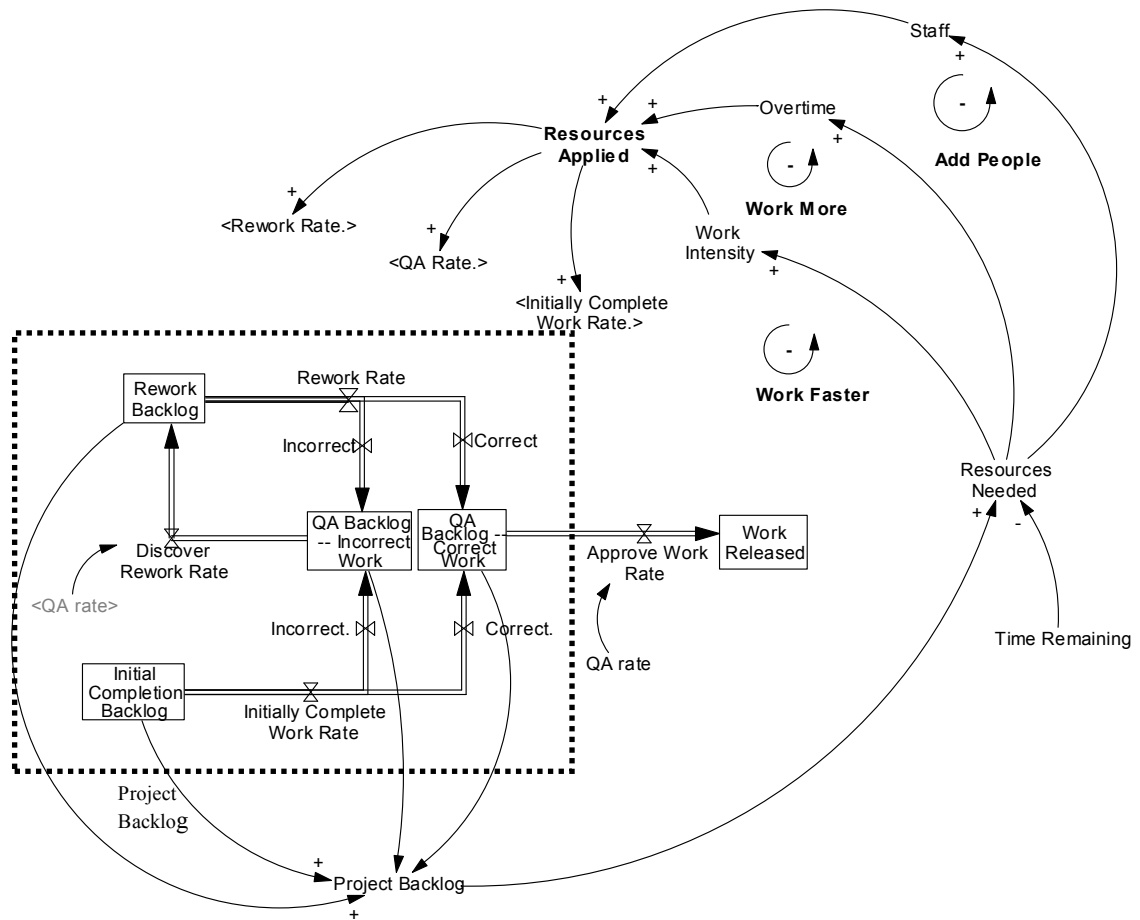 Staff
+
+
-
Add People
Overtime
+
+
-
Work More
+
Resources
Applied
+
Work
Intensity
+
+
<Rework Rate.>
+
<QA Rate.>
+
<Initially Complete
Work Rate.>
-
Work Faster
Rework
Backlog
Rework Rate
Incorrect
Correct
QA Backlog
-- Incorrect
Work
QA
Backlog --
Correct
Work
Discover
Rework Rate
<QA rate>
Approve Work
Rate
Work
Released
QA rate
Resources
Needed
+
-
Time Remaining
Incorrect.
Correct.
Initial
Completion
Backlog
Initially Complete
Work Rate
Project
Backlog
+
Project Backlog
+